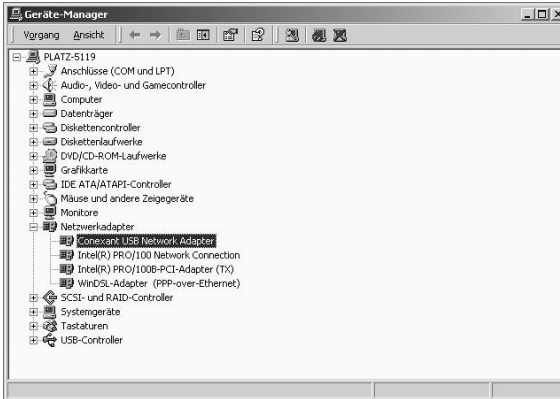 Geräte-Manager
Vorgang Ansicht
PLATZ-5119
Anschlüsse (COM und LPT)
Audio-, Video- und Gamecontroller
Computer
Datenträger
Diskettencontroller
Diskettenlaufwerke
DVD/CD-ROM-Laufwerke
Grafikkarte
IDE ATA/ATAPI-Controller
Mäuse und andere Zeigegeräte
Monitore
Netzwerkadapter
Conexant USB Network Adapter
Intel(R) PRO/100 Network Connection
Intel(R) PRO/100B-PCI-Adapter (TX)
WinDSL-Adapter (PPP-over-Ethernet)
SCSI- und RAID-Controller
Systemgeräte
Tastaturen
USB-Controller